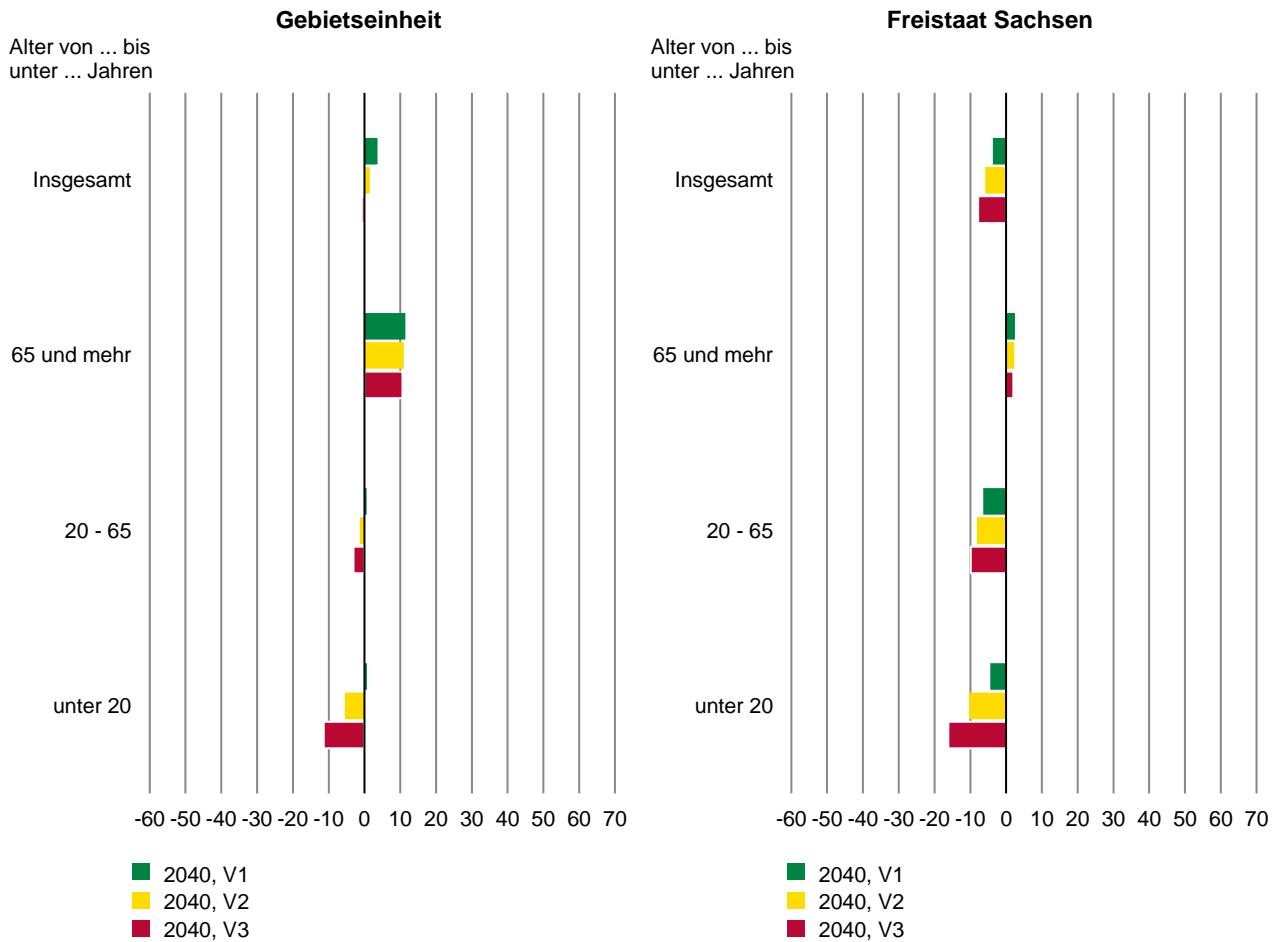 Gebietseinheit
Alter von ... bis
unter ... Jahren
Insgesamt
65 und mehr
20 - 65
unter 20
-60 -50 -40 -30 -20 -10 0 10 20 30 40 50 60 70
2040, V1
2040, V2
2040, V3
Freistaat Sachsen
Alter von ... bis
unter ... Jahren
Insgesamt
65 und mehr
20 - 65
unter 20
-60 -50 -40 -30 -20 -10 0 10 20 30 40 50 60 70
2040, V1
2040, V2
2040, V3